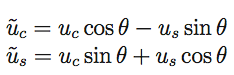 ũ_c = u_c cos θ − u_s sin θ
ũ_s = u_c sin θ + u_s cos θ